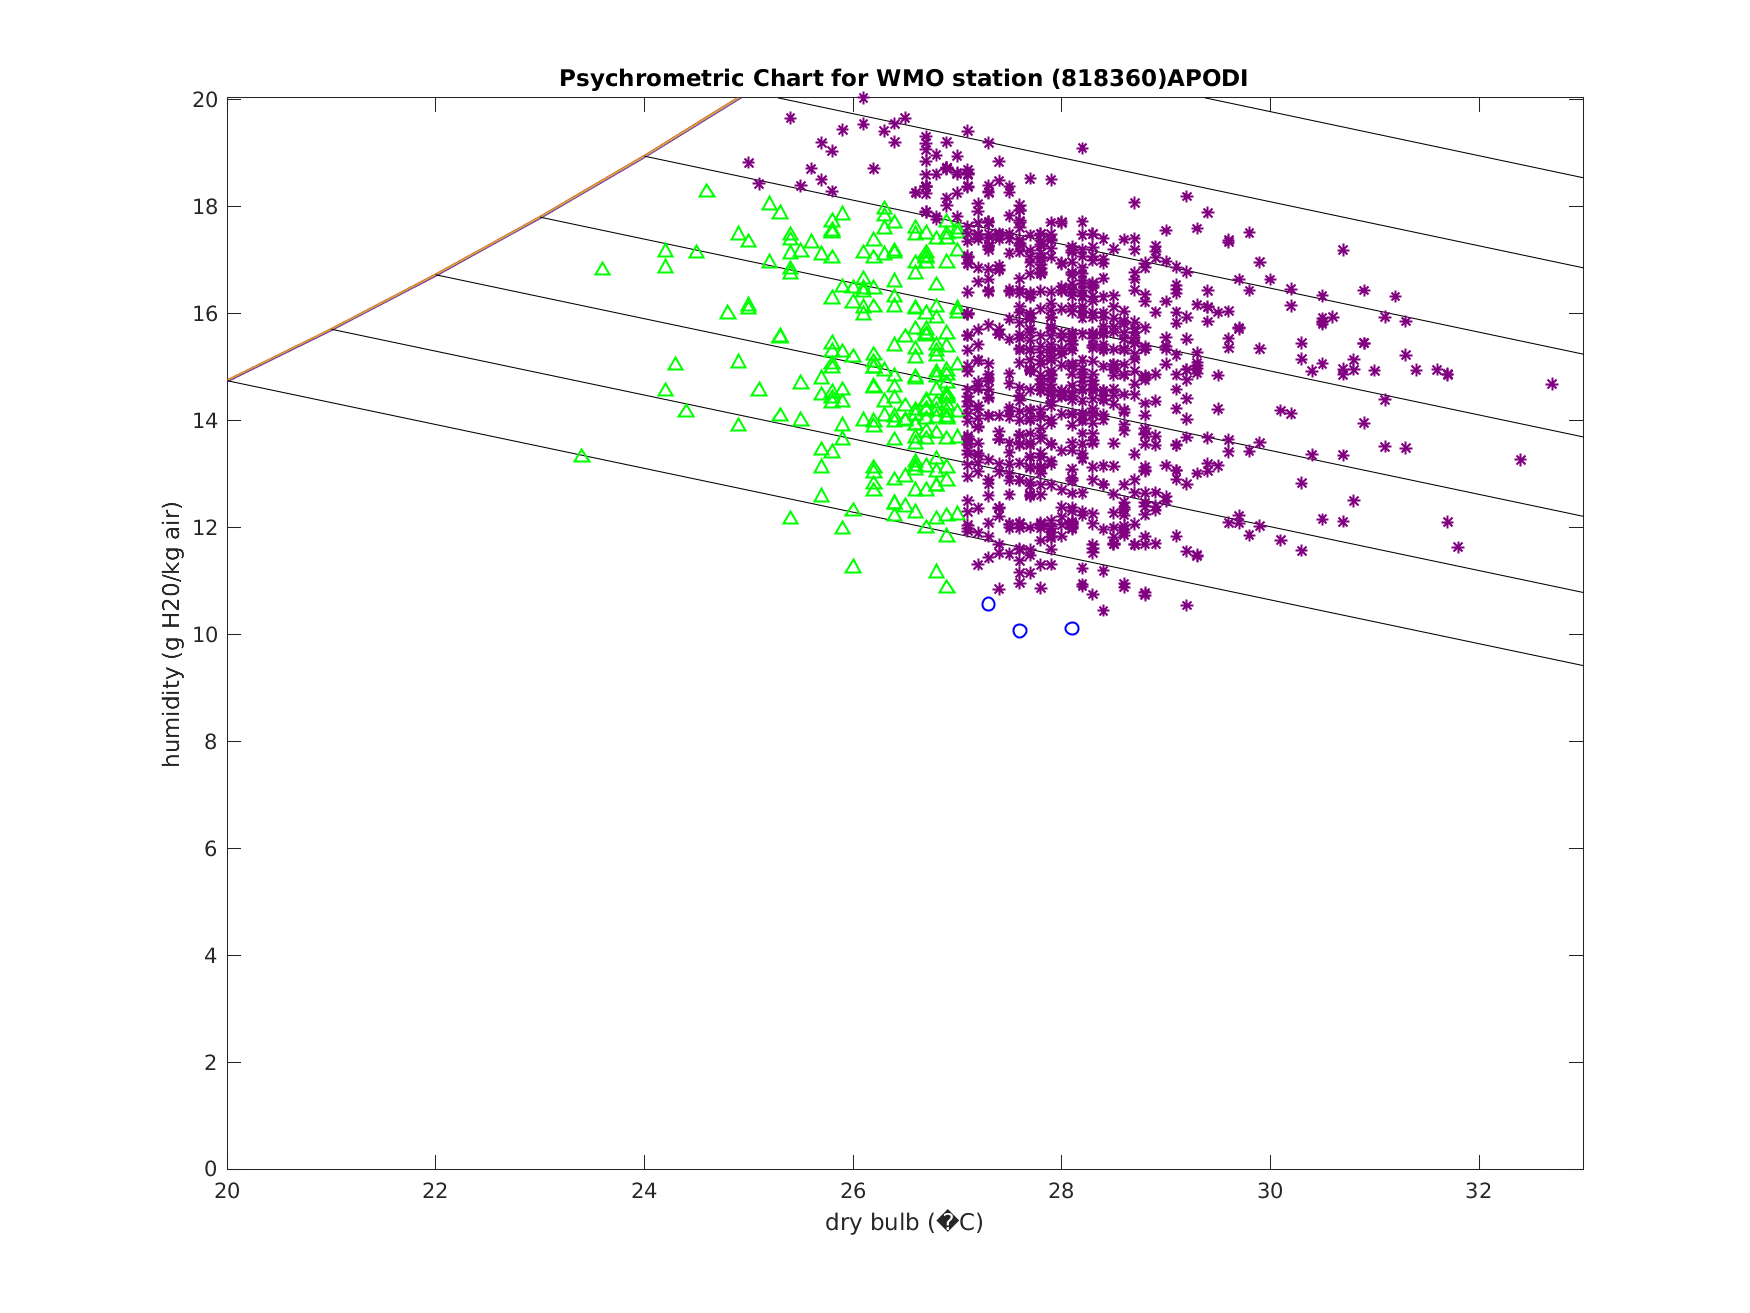 Psychrometric Chart for WMO station (818360)APODI
20
18
16
14
12
10
8
6
4
2
0
humidity (g H20/kg air)
20 22 24 26 28 30 32
dry bulb (�C)